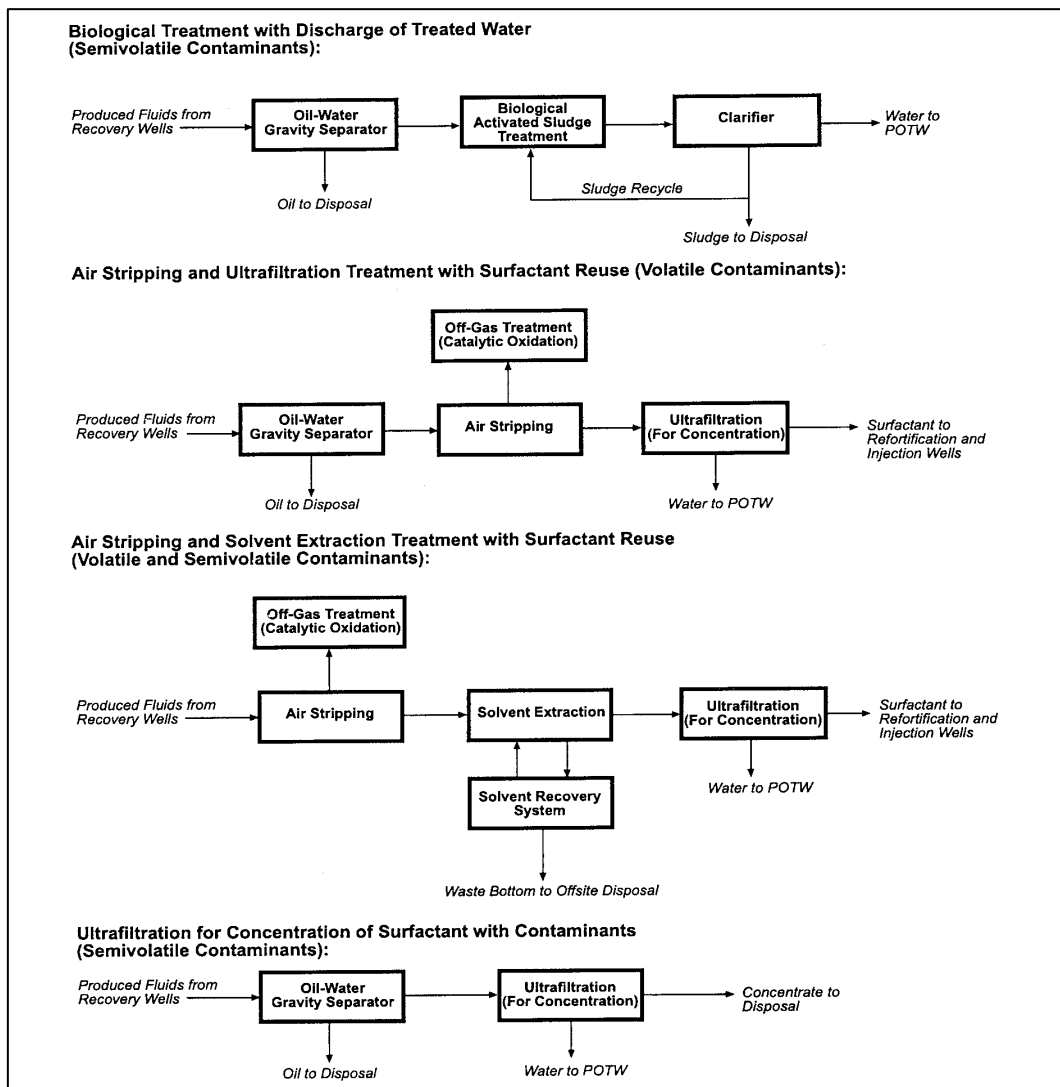 Biological Treatment with Discharge of Treated Water
(Semivolatile Contaminants):
Produced Fluids from
Recovery Wells
Oil-Water
Gravity Separator
Biological
Activated Sludge
Treatment
Clarifier
Water to
POTW
Sludge Recycle
Oil to Disposal
Sludge to Disposal
Air Stripping and Ultrafiltration Treatment with Surfactant Reuse (Volatile Contaminants):
Off-Gas Treatment
(Catalytic Oxidation)
Produced Fluids from
Recovery Wells
Oil-Water
Gravity Separator
Air Stripping
Ultrafiltration
(For Concentration)
Surfactant to
Refortification and
Injection Wells
Oil to Disposal
Water to POTW
Air Stripping and Solvent Extraction Treatment with Surfactant Reuse
(Volatile and Semivolatile Contaminants):
Off-Gas Treatment
(Catalytic Oxidation)
Produced Fluids from
Recovery Wells
Air Stripping
Solvent Extraction
Ultrafiltration
(For Concentration)
Surfactant to
Refortification and
Injection Wells
Solvent Recovery
System
Water to POTW
Waste Bottom to Offsite Disposal
Ultrafiltration for Concentration of Surfactant with Contaminants
(Semivolatile Contaminants):
Produced Fluids from
Recovery Wells
Oil-Water
Gravity Separator
Ultrafiltration
(For Concentration)
Concentrate to
Disposal
Oil to Disposal
Water to POTW